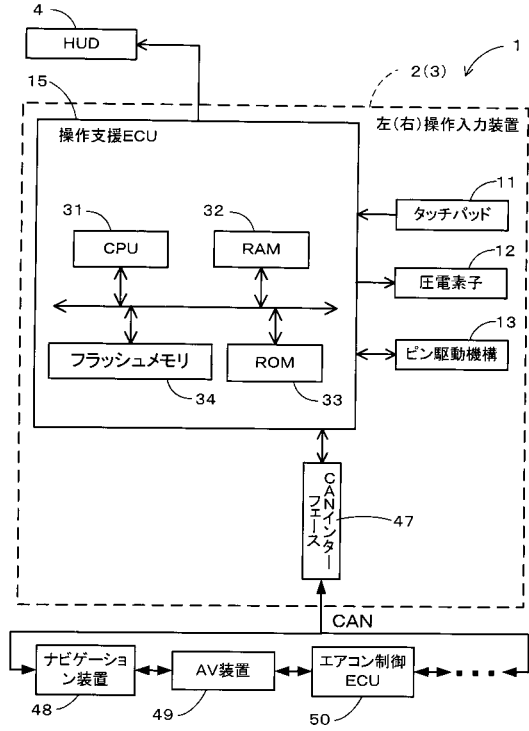 4
HUD
1
2(3)
15
操作支援ECU
左(右)操作入力装置
31
CPU
32
RAM
11
タッチパッド
12
圧電素子
13
ピン駆動機構
フラッシュメモリ
34
ROM
33
CANインター
フェース
47
CAN
ナビゲーショ
ン装置
48
AV装置
49
エアコン制御
ECU
50